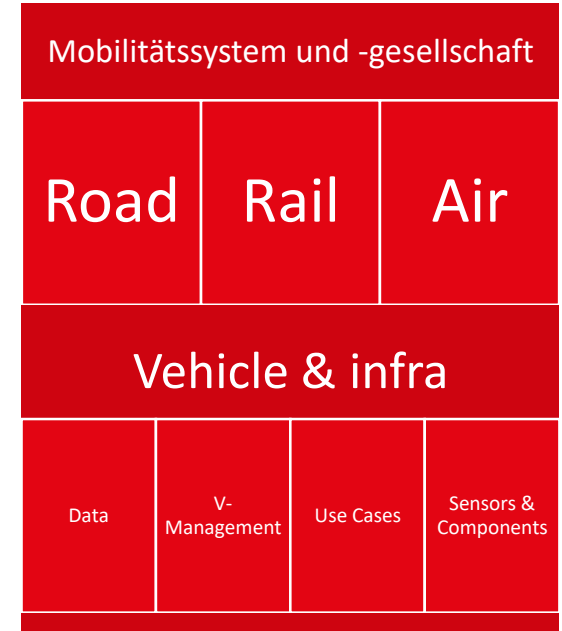 Mobilitätssystem und -gesellschaft
Road
Rail
Air
Vehicle & infra
Data
V-
Management
Use Cases
Sensors &
Components